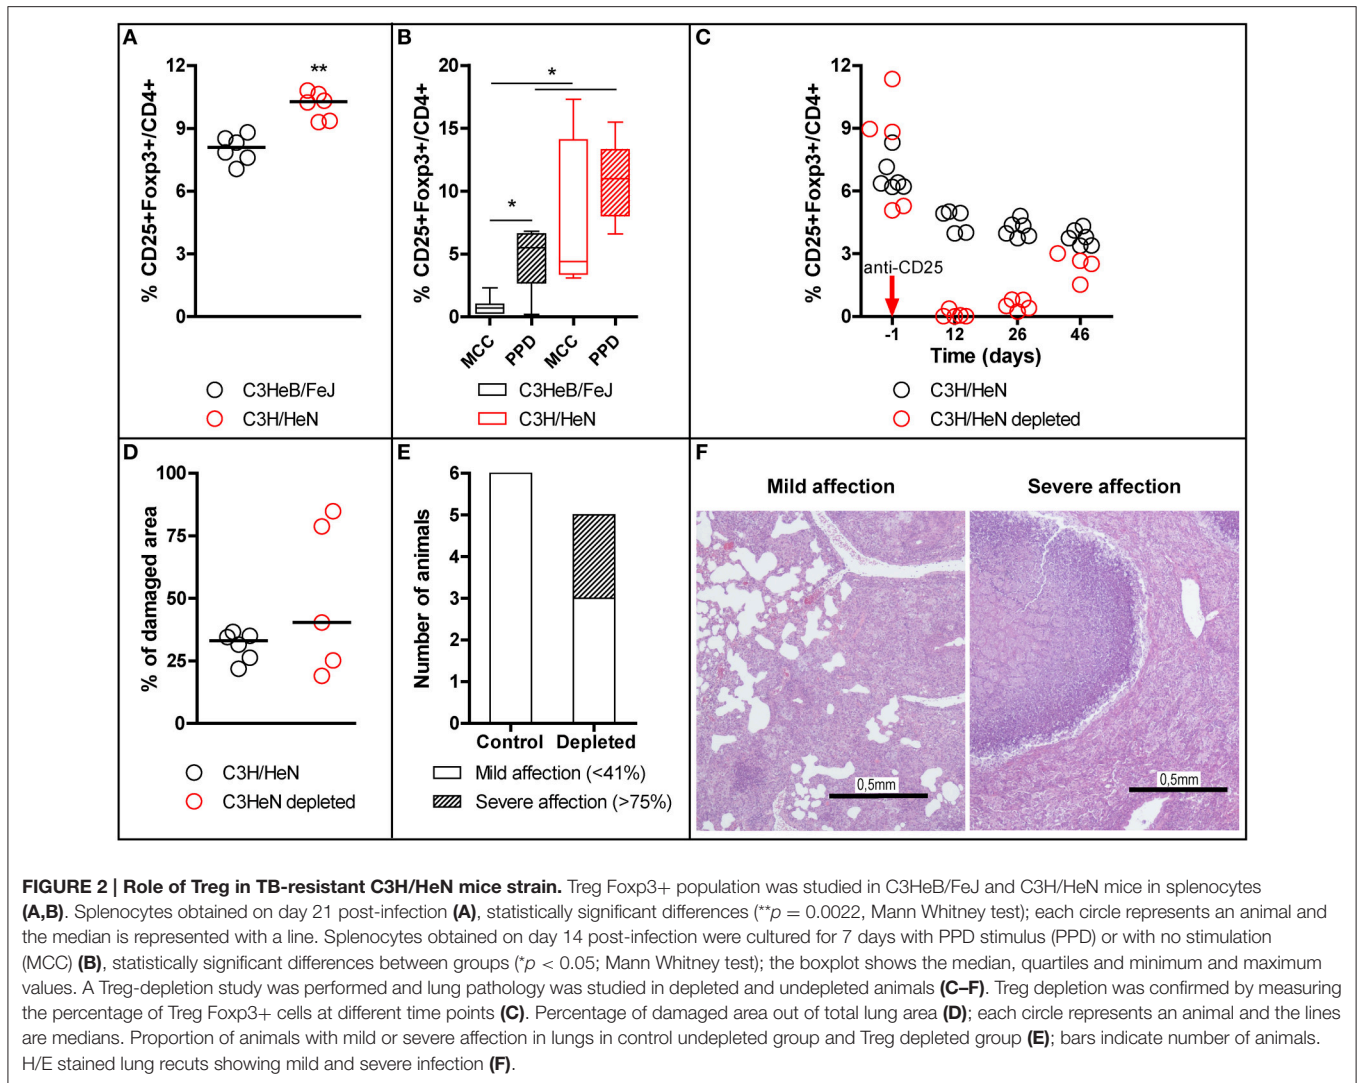 A
% CD25+Foxp3+/CD4+
12
9
6
3
0
**
C3HeB/FeJ
C3H/HeN
B
% CD25+Foxp3+/CD4+
20
15
10
5
0
*
*
MCC
PPD
MCC
PPD
C3HeB/FeJ
C3H/HeN
C
% CD25+Foxp3+/CD4+
12
9
6
3
0
anti-CD25
-1
12
26
46
Time (days)
C3H/HeN
C3H/HeN depleted
D
% of damaged area
100
75
50
25
0
C3H/HeN
C3HeN depleted
E
Number of animals
6
5
4
3
2
1
0
Control
Depleted
Mild affection (<41%)
Severe affection (>75%)
F
Mild affection
Severe affection
0,5mm
0,5mm
FIGURE 2 | Role of Treg in TB-resistant C3H/HeN mice strain. Treg Foxp3+ population was studied in C3HeB/FeJ and C3H/HeN mice in splenocytes
(A,B). Splenocytes obtained on day 21 post-infection (A), statistically significant differences (**p = 0.0022, Mann Whitney test); each circle represents an animal and
the median is represented with a line. Splenocytes obtained on day 14 post-infection were cultured for 7 days with PPD stimulus (PPD) or with no stimulation
(MCC) (B), statistically significant differences between groups (*p < 0.05; Mann Whitney test); the boxplot shows the median, quartiles and minimum and maximum
values. A Treg-depletion study was performed and lung pathology was studied in depleted and undepleted animals (C–F). Treg depletion was confirmed by measuring
the percentage of Treg Foxp3+ cells at different time points (C). Percentage of damaged area out of total lung area (D); each circle represents an animal and the lines
are medians. Proportion of animals with mild or severe affection in lungs in control undepleted group and Treg depleted group (E); bars indicate number of animals.
H/E stained lung recuts showing mild and severe infection (F).